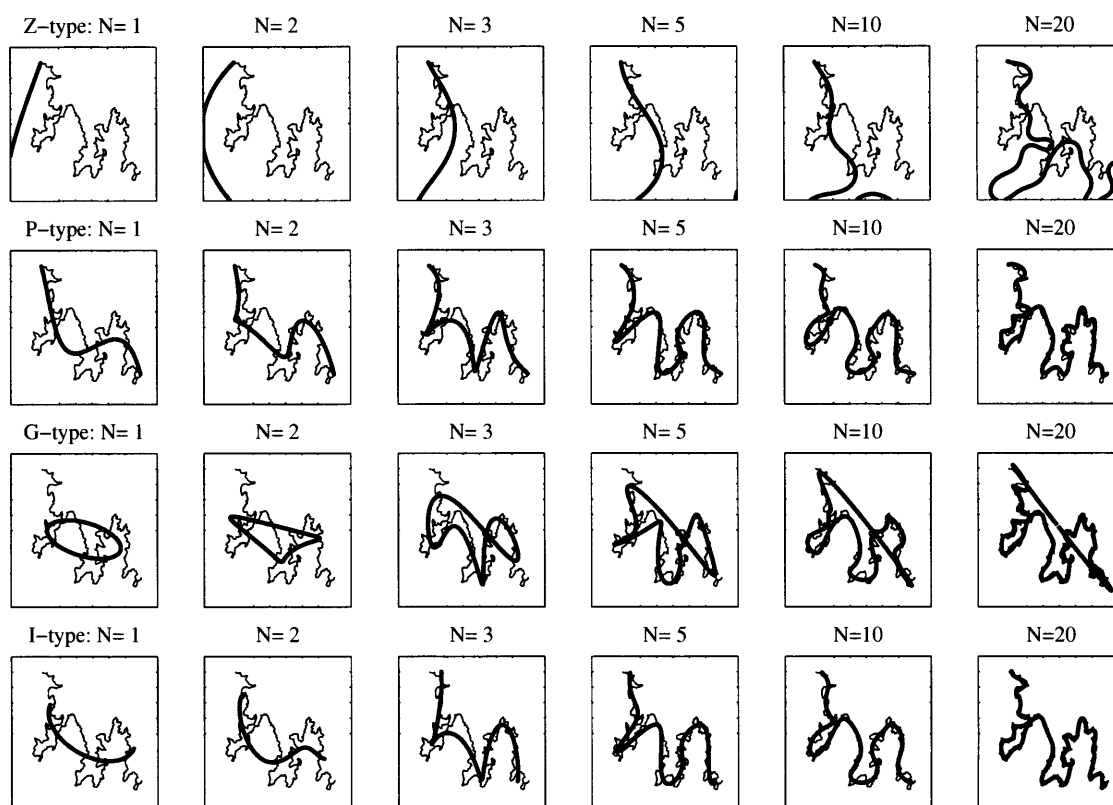 Z−type: N= 1 N= 2 N= 3 N= 5 N=10 N=20
P−type: N= 1 N= 2 N= 3 N= 5 N=10 N=20
G−type: N= 1 N= 2 N= 3 N= 5 N=10 N=20
I−type: N= 1 N= 2 N= 3 N= 5 N=10 N=20